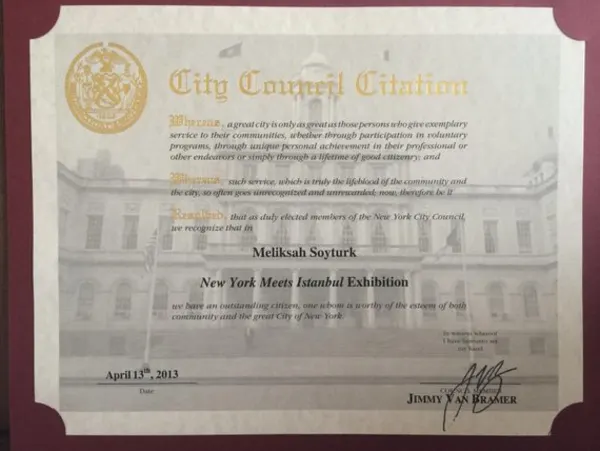 City Council Citation
Whereas, a great city is only as great as those persons who give exemplary
service to their communities, whether through participation in voluntary
programs, through unique personal achievement in their professional or
other endeavors or simply through a lifetime of good citizenry; and
Whereas, such service, which is truly the lifeblood of the community and
the city, so often goes unrecognized and unrewarded; now, therefore be it
Resolved, that as duly elected members of the New York City Council,
we recognize that in
Meliksah Soyturk
New York Meets Istanbul Exhibition
we have an outstanding citizen, one whom is worthy of the esteem of both
community and the great City of New York.
April 13th, 2013
Date
COUNCIL MEMBER
JIMMY VAN BRAMER